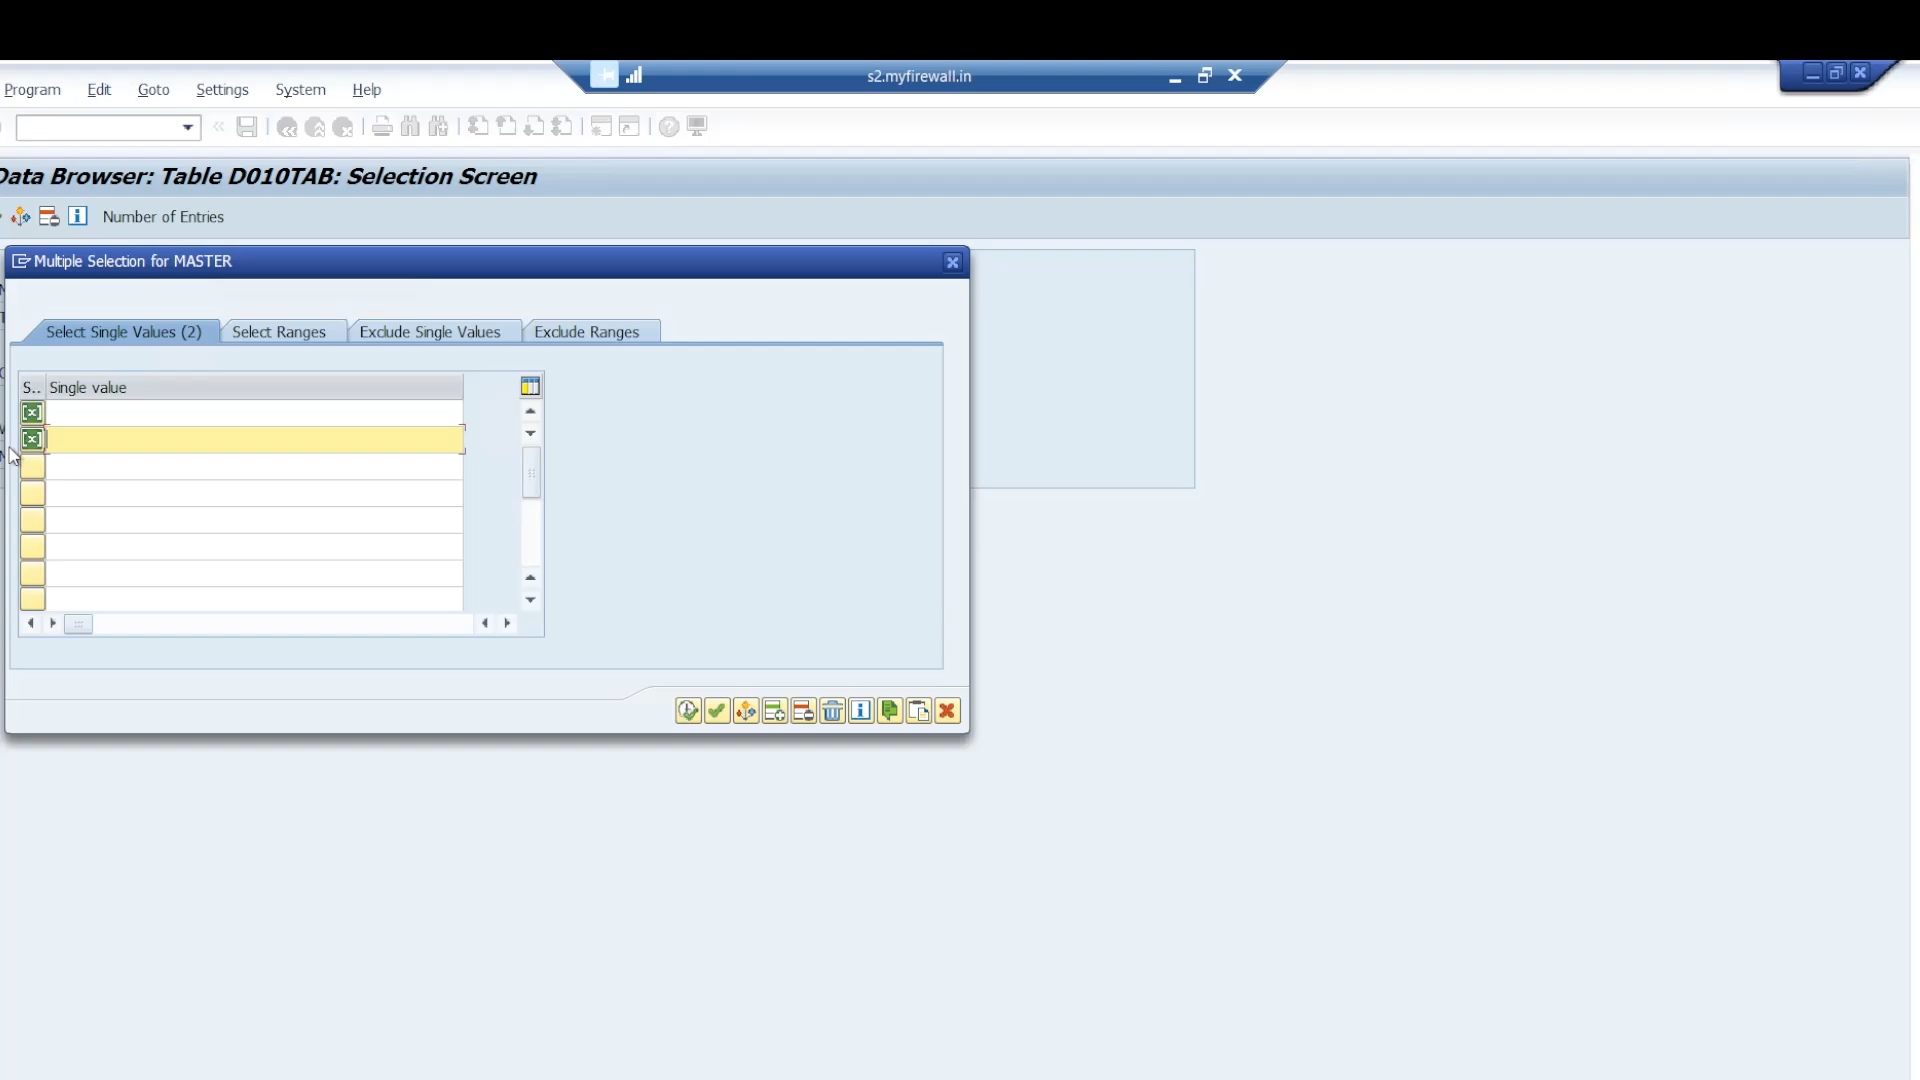 s2.myfirewall.in
Program Edit Goto Settings System Help
Data Browser: Table D010TAB: Selection Screen
Number of Entries
Multiple Selection for MASTER
Select Single Values (2) Select Ranges Exclude Single Values Exclude Ranges
S.. Single value